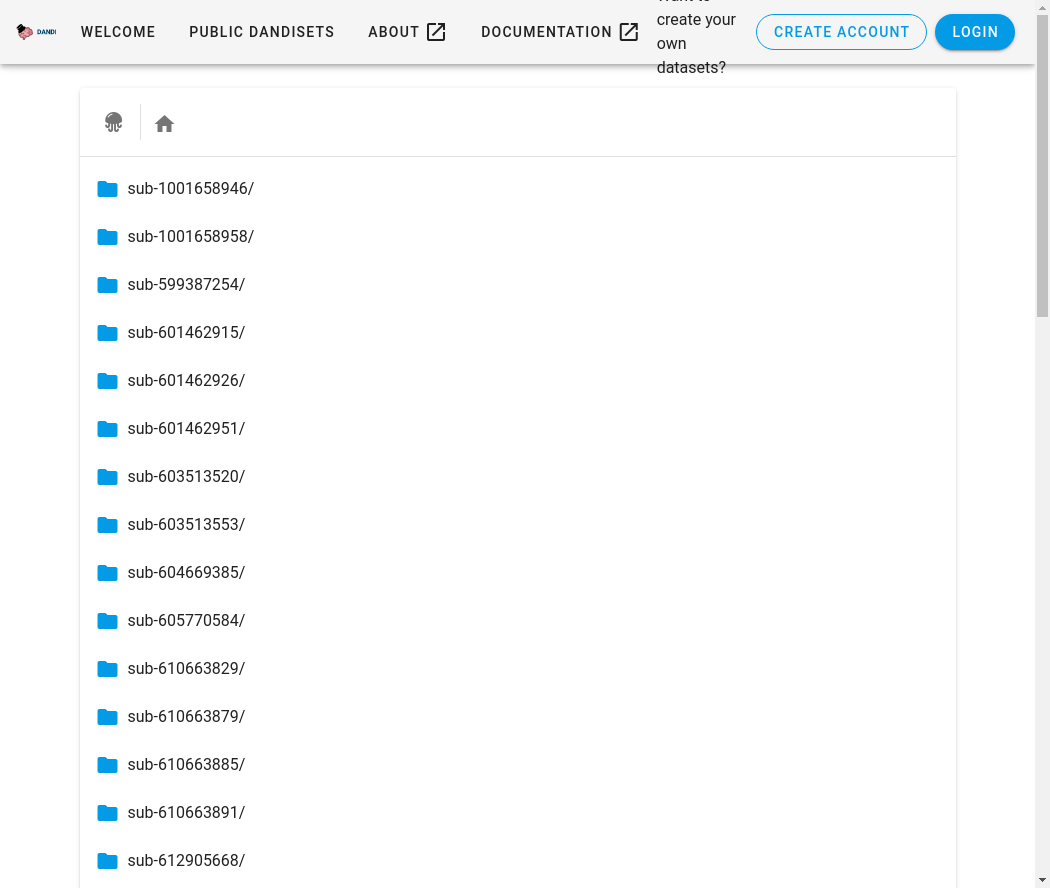 DANDI
WELCOME
PUBLIC DANDISETS
ABOUT
DOCUMENTATION
create your
own
datasets?
CREATE ACCOUNT
LOGIN
sub-1001658946/
sub-1001658958/
sub-599387254/
sub-601462915/
sub-601462926/
sub-601462951/
sub-603513520/
sub-603513553/
sub-604669385/
sub-605770584/
sub-610663829/
sub-610663879/
sub-610663885/
sub-610663891/
sub-612905668/